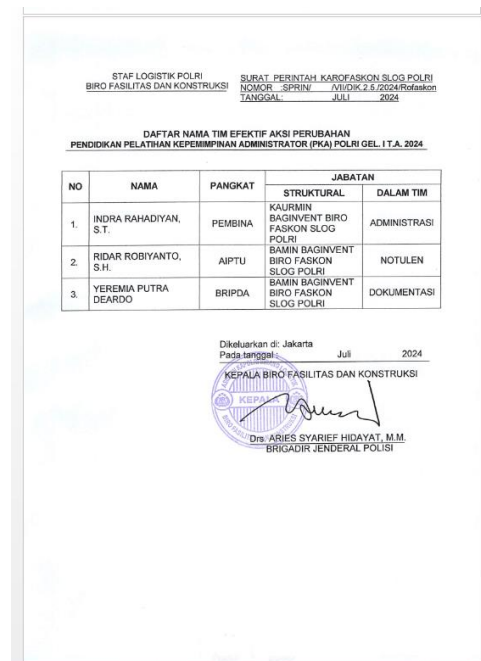 STAF LOGISTIK POLRI
BIRO FASILITAS DAN KONSTRUKSI
SURAT PERINTAH KAROFASKON SLOG POLRI
NOMOR :SPRIN/ /VII/DIK.2.6./2024/Rofaskon
TANGGAL: JULI 2024
DAFTAR NAMA TIM EFEKTIF AKSI PERUBAHAN
PENDIDIKAN PELATIHAN KEPEMIMPINAN ADMINISTRATOR (PKA) POLRI GEL. I T.A. 2024
NO NAMA PANGKAT JABATAN
STRUKTURAL DALAM TIM
1. INDRA RAHADIYAN, S.T. PEMBINA KAURMIN BAGINVENT BIRO FASKON SLOG POLRI ADMINISTRASI
2. RIDAR ROBIYANTO, S.H. AIPTU BAMIN BAGINVENT BIRO FASKON SLOG POLRI NOTULEN
3. YEREMIA PUTRA DEARDO BRIPDA BAMIN BAGINVENT BIRO FASKON SLOG POLRI DOKUMENTASI
Dikeluarkan di: Jakarta
Pada tanggal : Juli 2024
KEPALA BIRO FASILITAS DAN KONSTRUKSI
KEPALA
Drs. ARIES SYARIEF HIDAYAT, M.M.
BRIGADIR JENDERAL POLISI